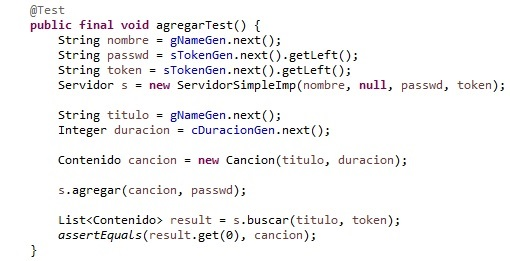 @Test
public final void agregarTest() {
    String nombre = gNameGen.next();
    String passwd = sTokenGen.next().getLeft();
    String token = sTokenGen.next().getLeft();
    Servidor s = new ServidorSimpleImp(nombre, null, passwd, token);
    String titulo = gNameGen.next();
    Integer duracion = cDuracionGen.next();
    Contenido cancion = new Cancion(titulo, duracion);
    s.agregar(cancion, passwd);
    List<Contenido> result = s.buscar(titulo, token);
    assertEquals(result.get(0), cancion);
}